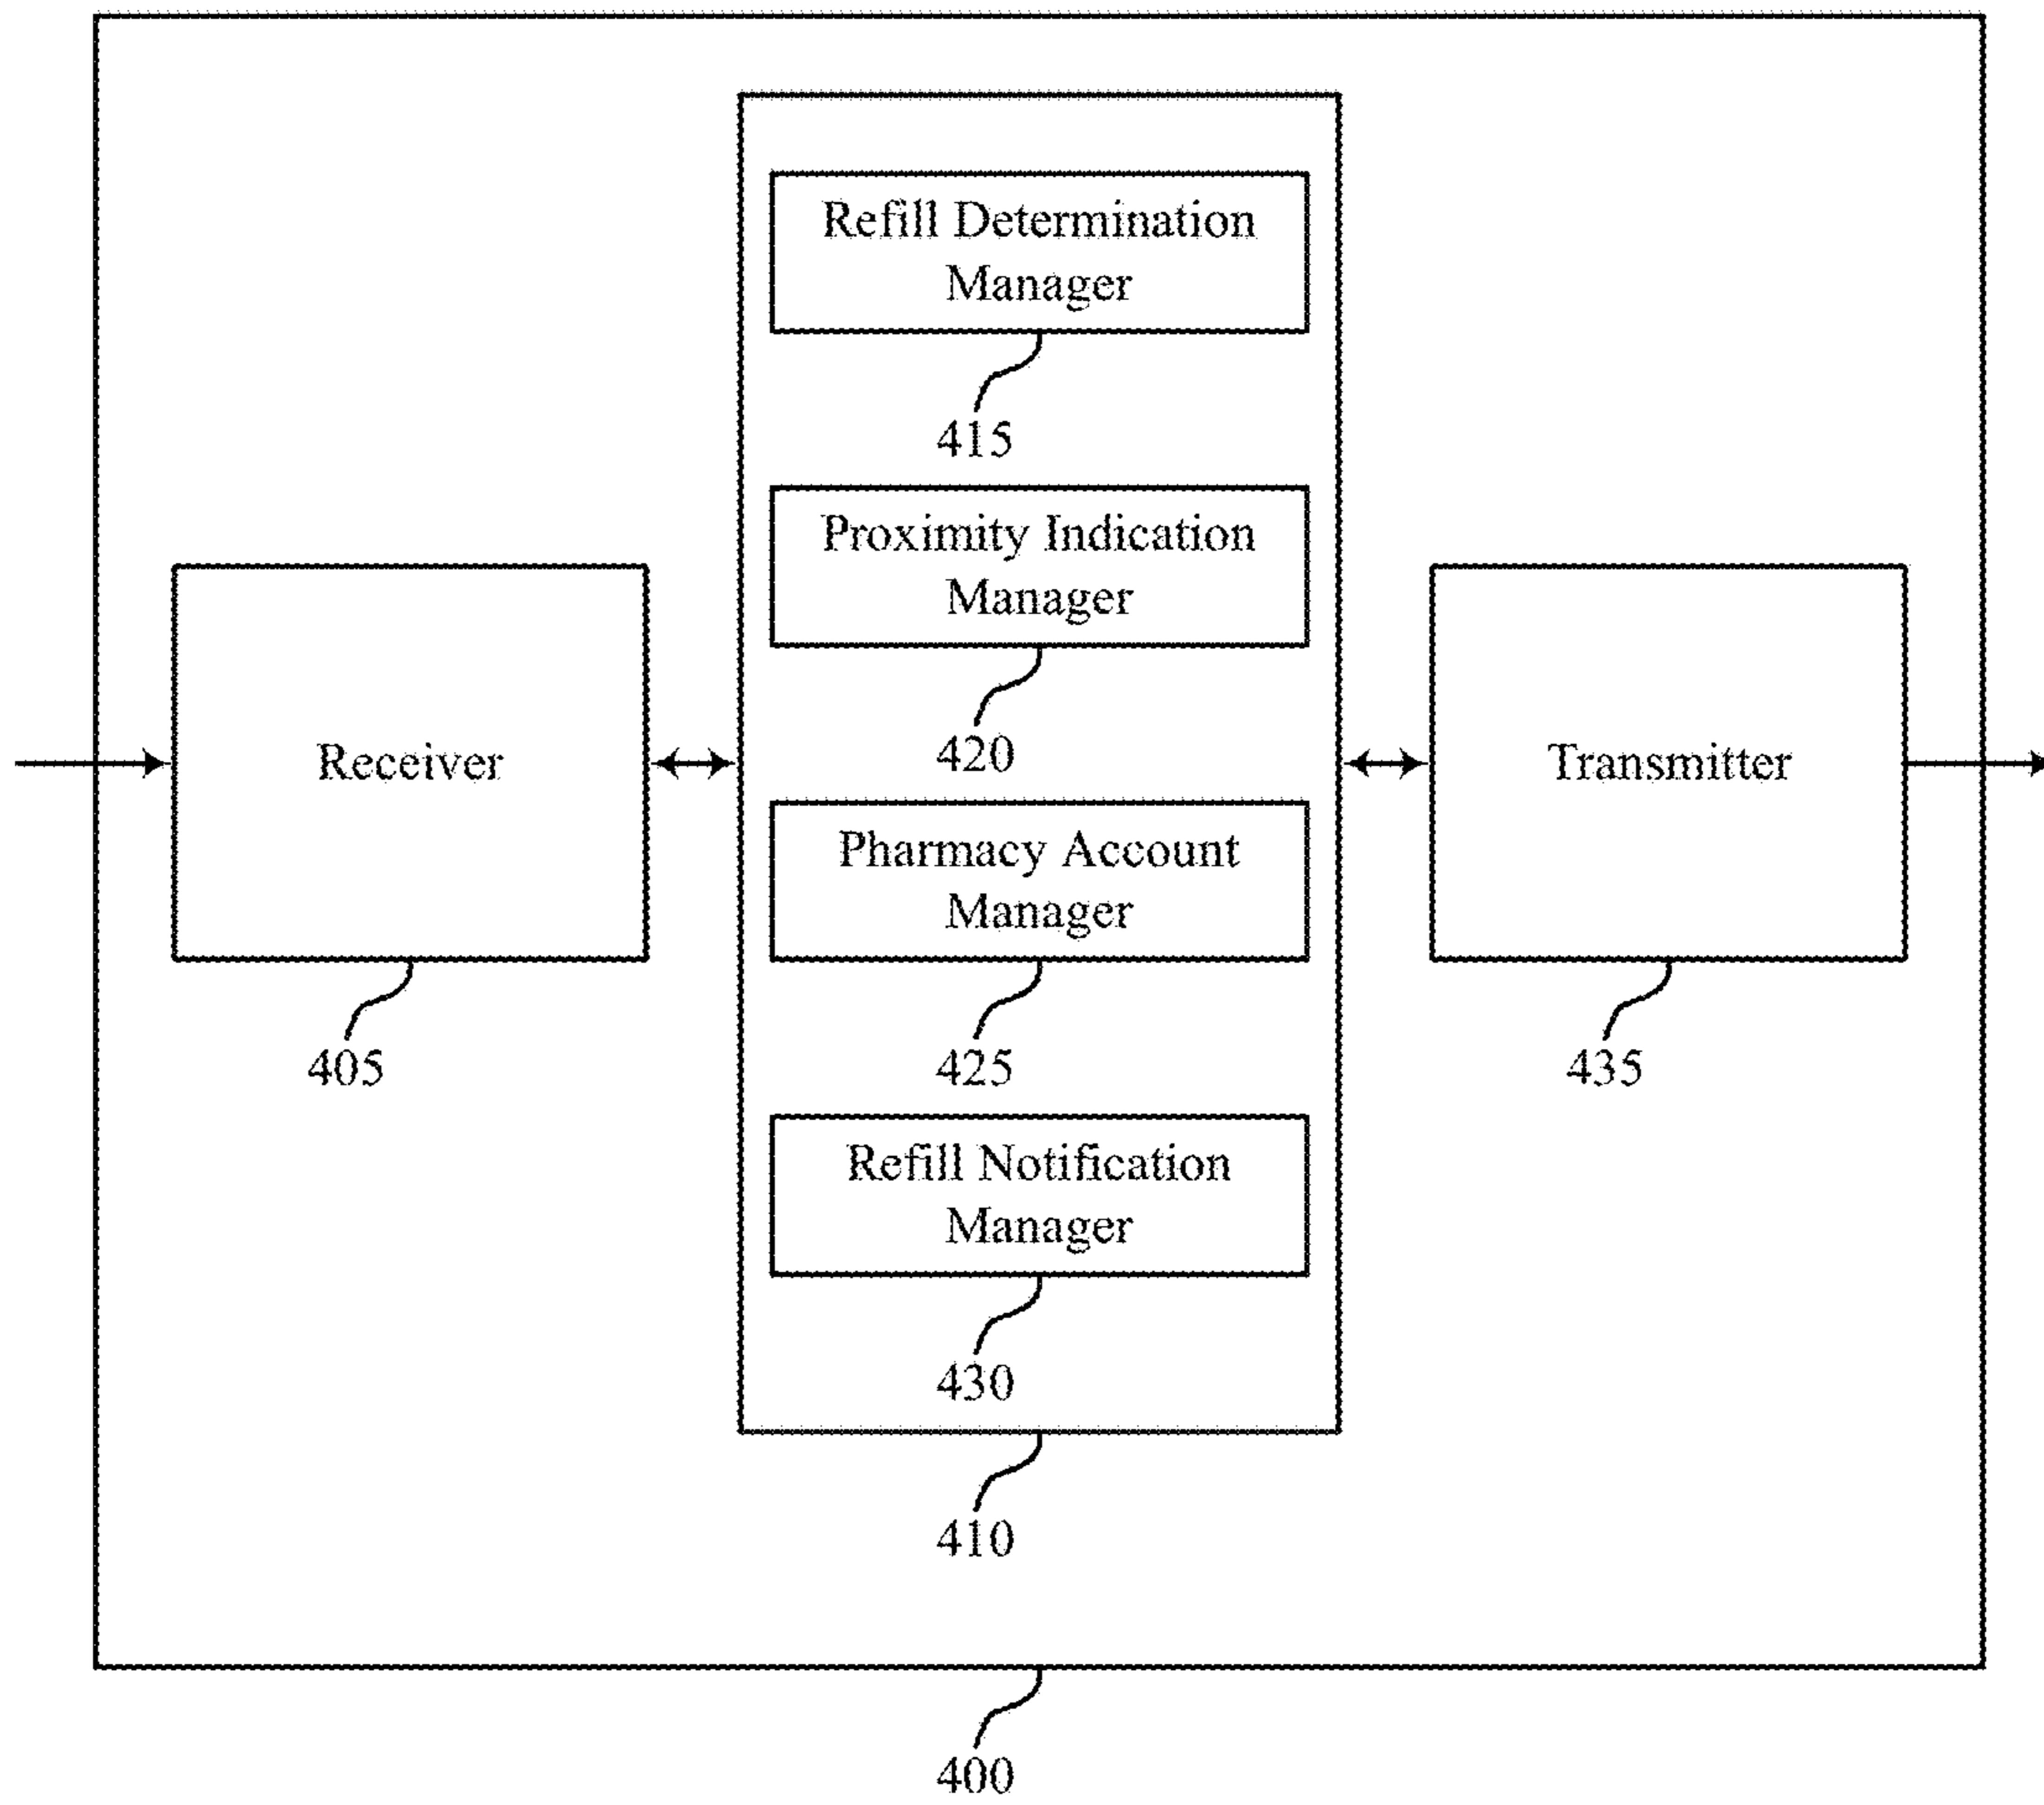 Refill Determination
Manager
415
Proximity Indication
Manager
420
Receiver
405
Pharmacy Account
Manager
425
Transmitter
435
Refill Notification
Manager
430
410
400